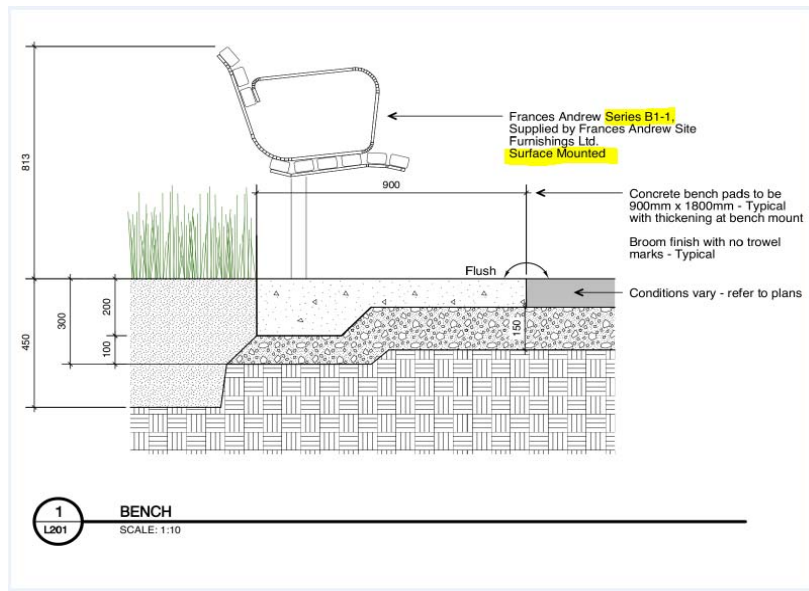 Frances Andrew Series B1-1,
Supplied by Frances Andrew Site
Furnishings Ltd.
Surface Mounted
813
900
Concrete bench pads to be
900mm x 1800mm - Typical
with thickening at bench mount
Broom finish with no trowel
marks - Typical
Flush
Conditions vary - refer to plans
450
300
200
100
150
1
L201
BENCH
SCALE: 1:10